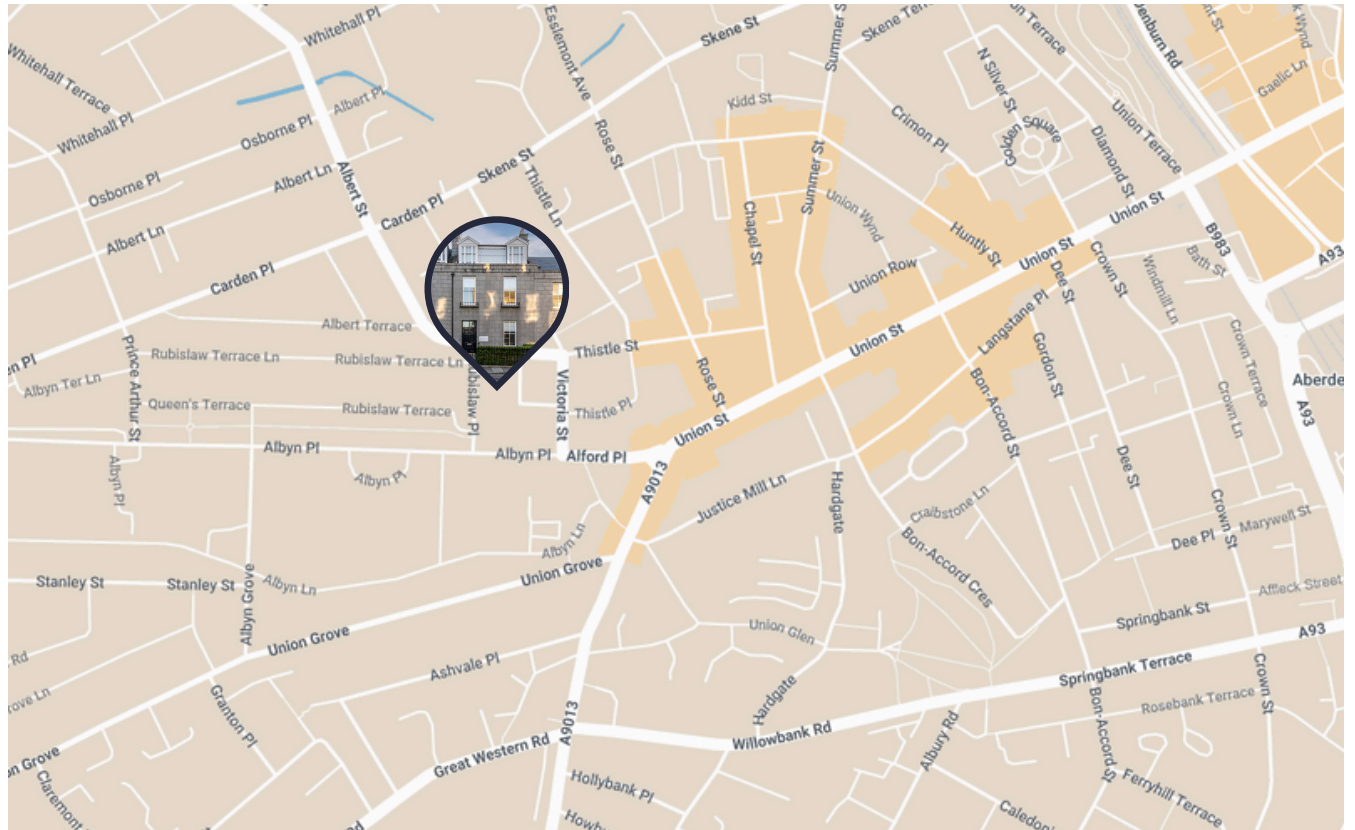 Whitehall Pl
Esslemont Ave
Skene St
Summer St
Skene Terr
Union Terrace
Denburn Rd
Gaelic Ln
Whitehall Terrace
Whitehall Pl
Albert Pl
Osborne Pl
Kidd St
N Silver St
Golden Square
Crimon Pl
Diamond St
Union Terrace
Rose St
Skene St
Albert Ln
Osborne Pl
Albert St
Thistle Ln
Summer St
Union St
Carden Pl
Union Wynd
Chapel St
Huntly St
Union St
B983
Bath St
A93
Albert Ln
Carden Pl
Union Row
Dee St
Crown St
Windmill Ln
Albert Terrace
Union St
Langstane Pl
Rubislaw Terrace Ln
Rubislaw Terrace Ln
Thistle St
Gordon St
Crown Terrace
Prince Arthur St
Albyn Ter Ln
Rubislaw Pl
Victoria St
Rose St
Bon-Accord St
Crown Ln
A93
Queen's Terrace
Rubislaw Terrace
Thistle Pl
Union St
Albyn Pl
Albyn Pl
Alford Pl
A9013
Dee St
Albyn Pl
Albyn Pl
Justice Mill Ln
Hardgate
Craibstone Ln
Crown St
Marywell St
Albyn Ln
Bon-Accord Cres
Dee Pl
Stanley St
Stanley St
Albyn Ln
Union Grove
Affleck Street
Albyn Grove
Union Grove
Union Glen
Springbank St
A93
Ashvale Pl
Springbank Terrace
Granton Pl
Hardgate
Bon-Accord St
Rosebank Terrace
Crown St
A9013
Great Western Rd
Willowbank Rd
Albury Rd
Hollybank Pl
Ferryhill Terrace